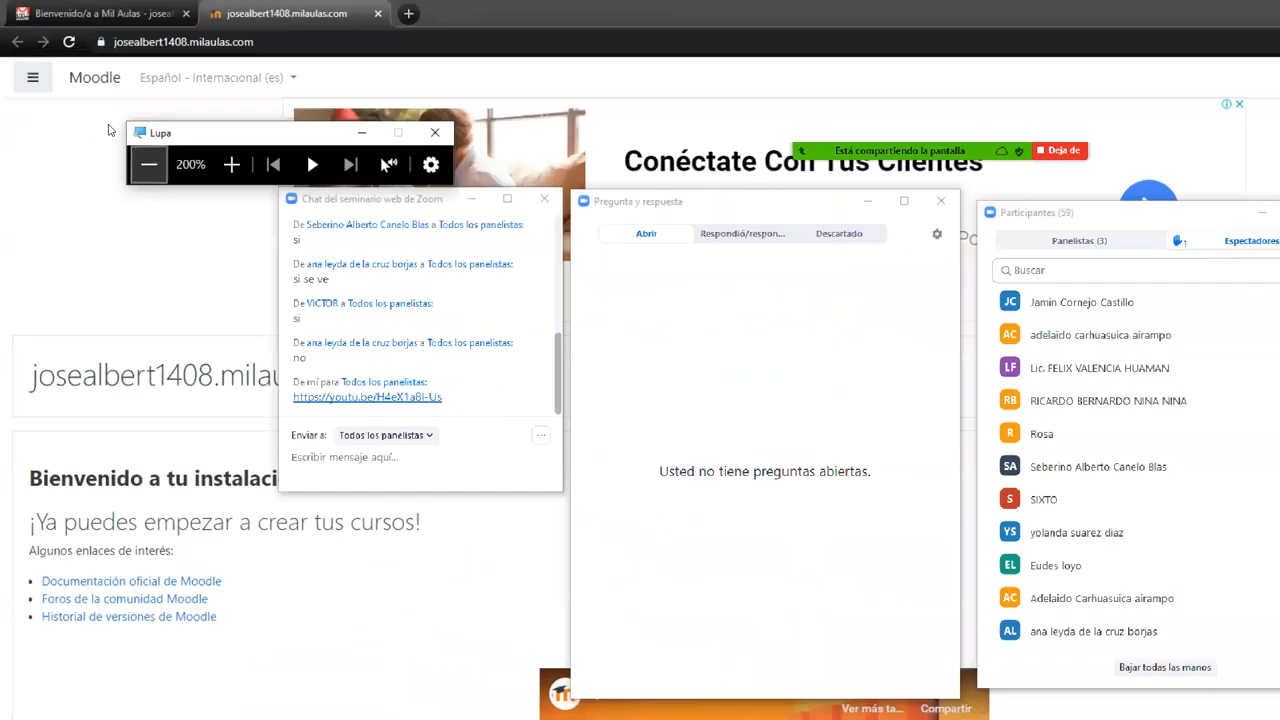 Bienvenido/a a Mil Aulas - joseal
josealbert1408.milaulas.com
josealbert1408.milaulas.com
Moodle
Español - Internacional (es)
Lupa
200%
Conéctate Con Tus Clientes
Está compartiendo la pantalla
Deja de
Chat del seminario web de Zoom
De Seberino Alberto Canelo Blas a Todos los panelistas:
si
De ana leyda de la cruz borjas a Todos los panelistas:
si se ve
De VICTOR a Todos los panelistas:
si
De ana leyda de la cruz borjas a Todos los panelistas:
no
De mí para Todos los panelistas:
https://youtu.be/H4eX1a8l-Us
Enviar a: Todos los panelistas
Escribir mensaje aquí...
Pregunta y respuesta
Abrir
Respondió/respon...
Descartado
Usted no tiene preguntas abiertas.
Participantes (59)
Panelistas (3)
1
Espectadores
Buscar
JC Jamin Cornejo Castillo
AC adelaido carhuasuica airampo
LF Lic. FELIX VALENCIA HUAMAN
RB RICARDO BERNARDO NINA NINA
R Rosa
SA Seberino Alberto Canelo Blas
S SIXTO
YS yolanda suarez diaz
EL Eudes loyo
AC Adelaido Carhuasuica airampo
AL ana leyda de la cruz borjas
Bajar todas las manos
josealbert1408.milau
Bienvenido a tu instalaci
¡Ya puedes empezar a crear tus cursos!
Algunos enlaces de interés:
Documentación oficial de Moodle
Foros de la comunidad Moodle
Historial de versiones de Moodle
Ver más ta...
Compartir